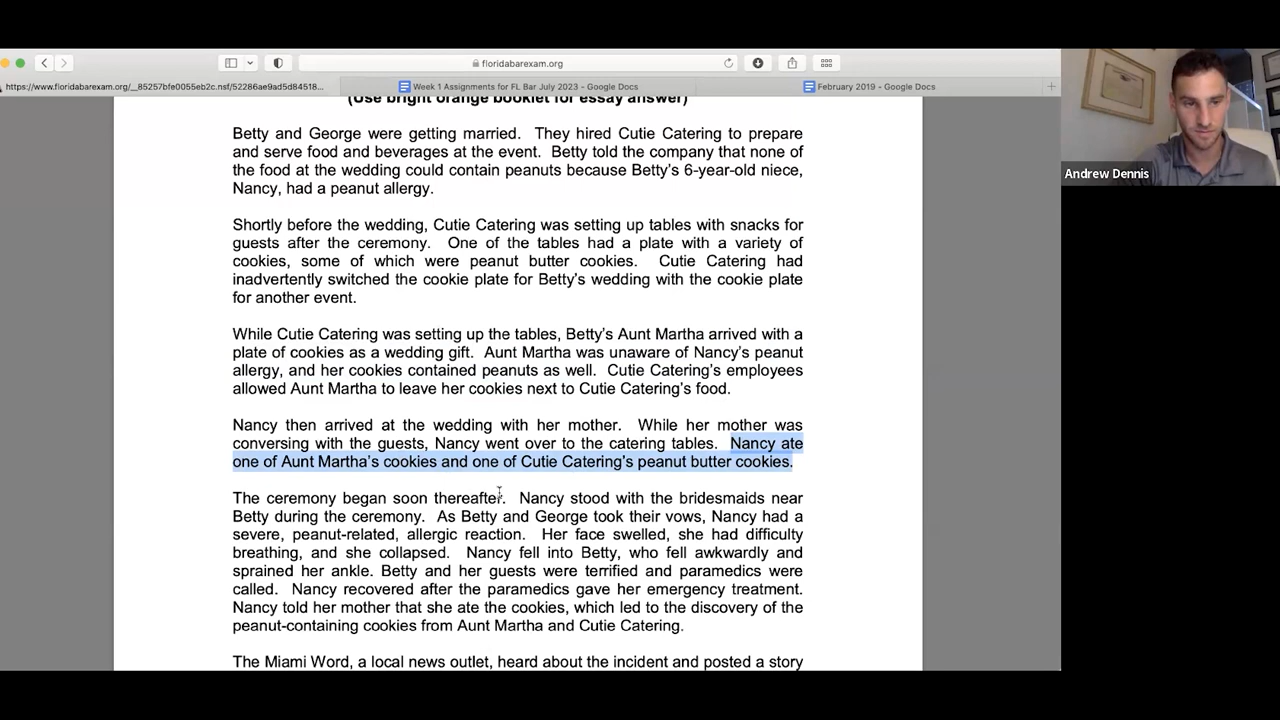 floridabarexam.org
https://www.floridabarexam.org/__85257bfe0055eb2c.nsf/52286ae9ad5d84518...
Week 1 Assignments for FL Bar July 2023 - Google Docs
February 2019 - Google Docs
(Use bright orange booklet for essay answer)
Betty and George were getting married. They hired Cutie Catering to prepare
and serve food and beverages at the event. Betty told the company that none of
the food at the wedding could contain peanuts because Betty's 6-year-old niece,
Nancy, had a peanut allergy.
Shortly before the wedding, Cutie Catering was setting up tables with snacks for
guests after the ceremony. One of the tables had a plate with a variety of
cookies, some of which were peanut butter cookies. Cutie Catering had
inadvertently switched the cookie plate for Betty's wedding with the cookie plate
for another event.
While Cutie Catering was setting up the tables, Betty's Aunt Martha arrived with a
plate of cookies as a wedding gift. Aunt Martha was unaware of Nancy's peanut
allergy, and her cookies contained peanuts as well. Cutie Catering's employees
allowed Aunt Martha to leave her cookies next to Cutie Catering's food.
Nancy then arrived at the wedding with her mother. While her mother was
conversing with the guests, Nancy went over to the catering tables. Nancy ate
one of Aunt Martha's cookies and one of Cutie Catering's peanut butter cookies.
The ceremony began soon thereafter. Nancy stood with the bridesmaids near
Betty during the ceremony. As Betty and George took their vows, Nancy had a
severe, peanut-related, allergic reaction. Her face swelled, she had difficulty
breathing, and she collapsed. Nancy fell into Betty, who fell awkwardly and
sprained her ankle. Betty and her guests were terrified and paramedics were
called. Nancy recovered after the paramedics gave her emergency treatment.
Nancy told her mother that she ate the cookies, which led to the discovery of the
peanut-containing cookies from Aunt Martha and Cutie Catering.
The Miami Word, a local news outlet, heard about the incident and posted a story
Andrew Dennis